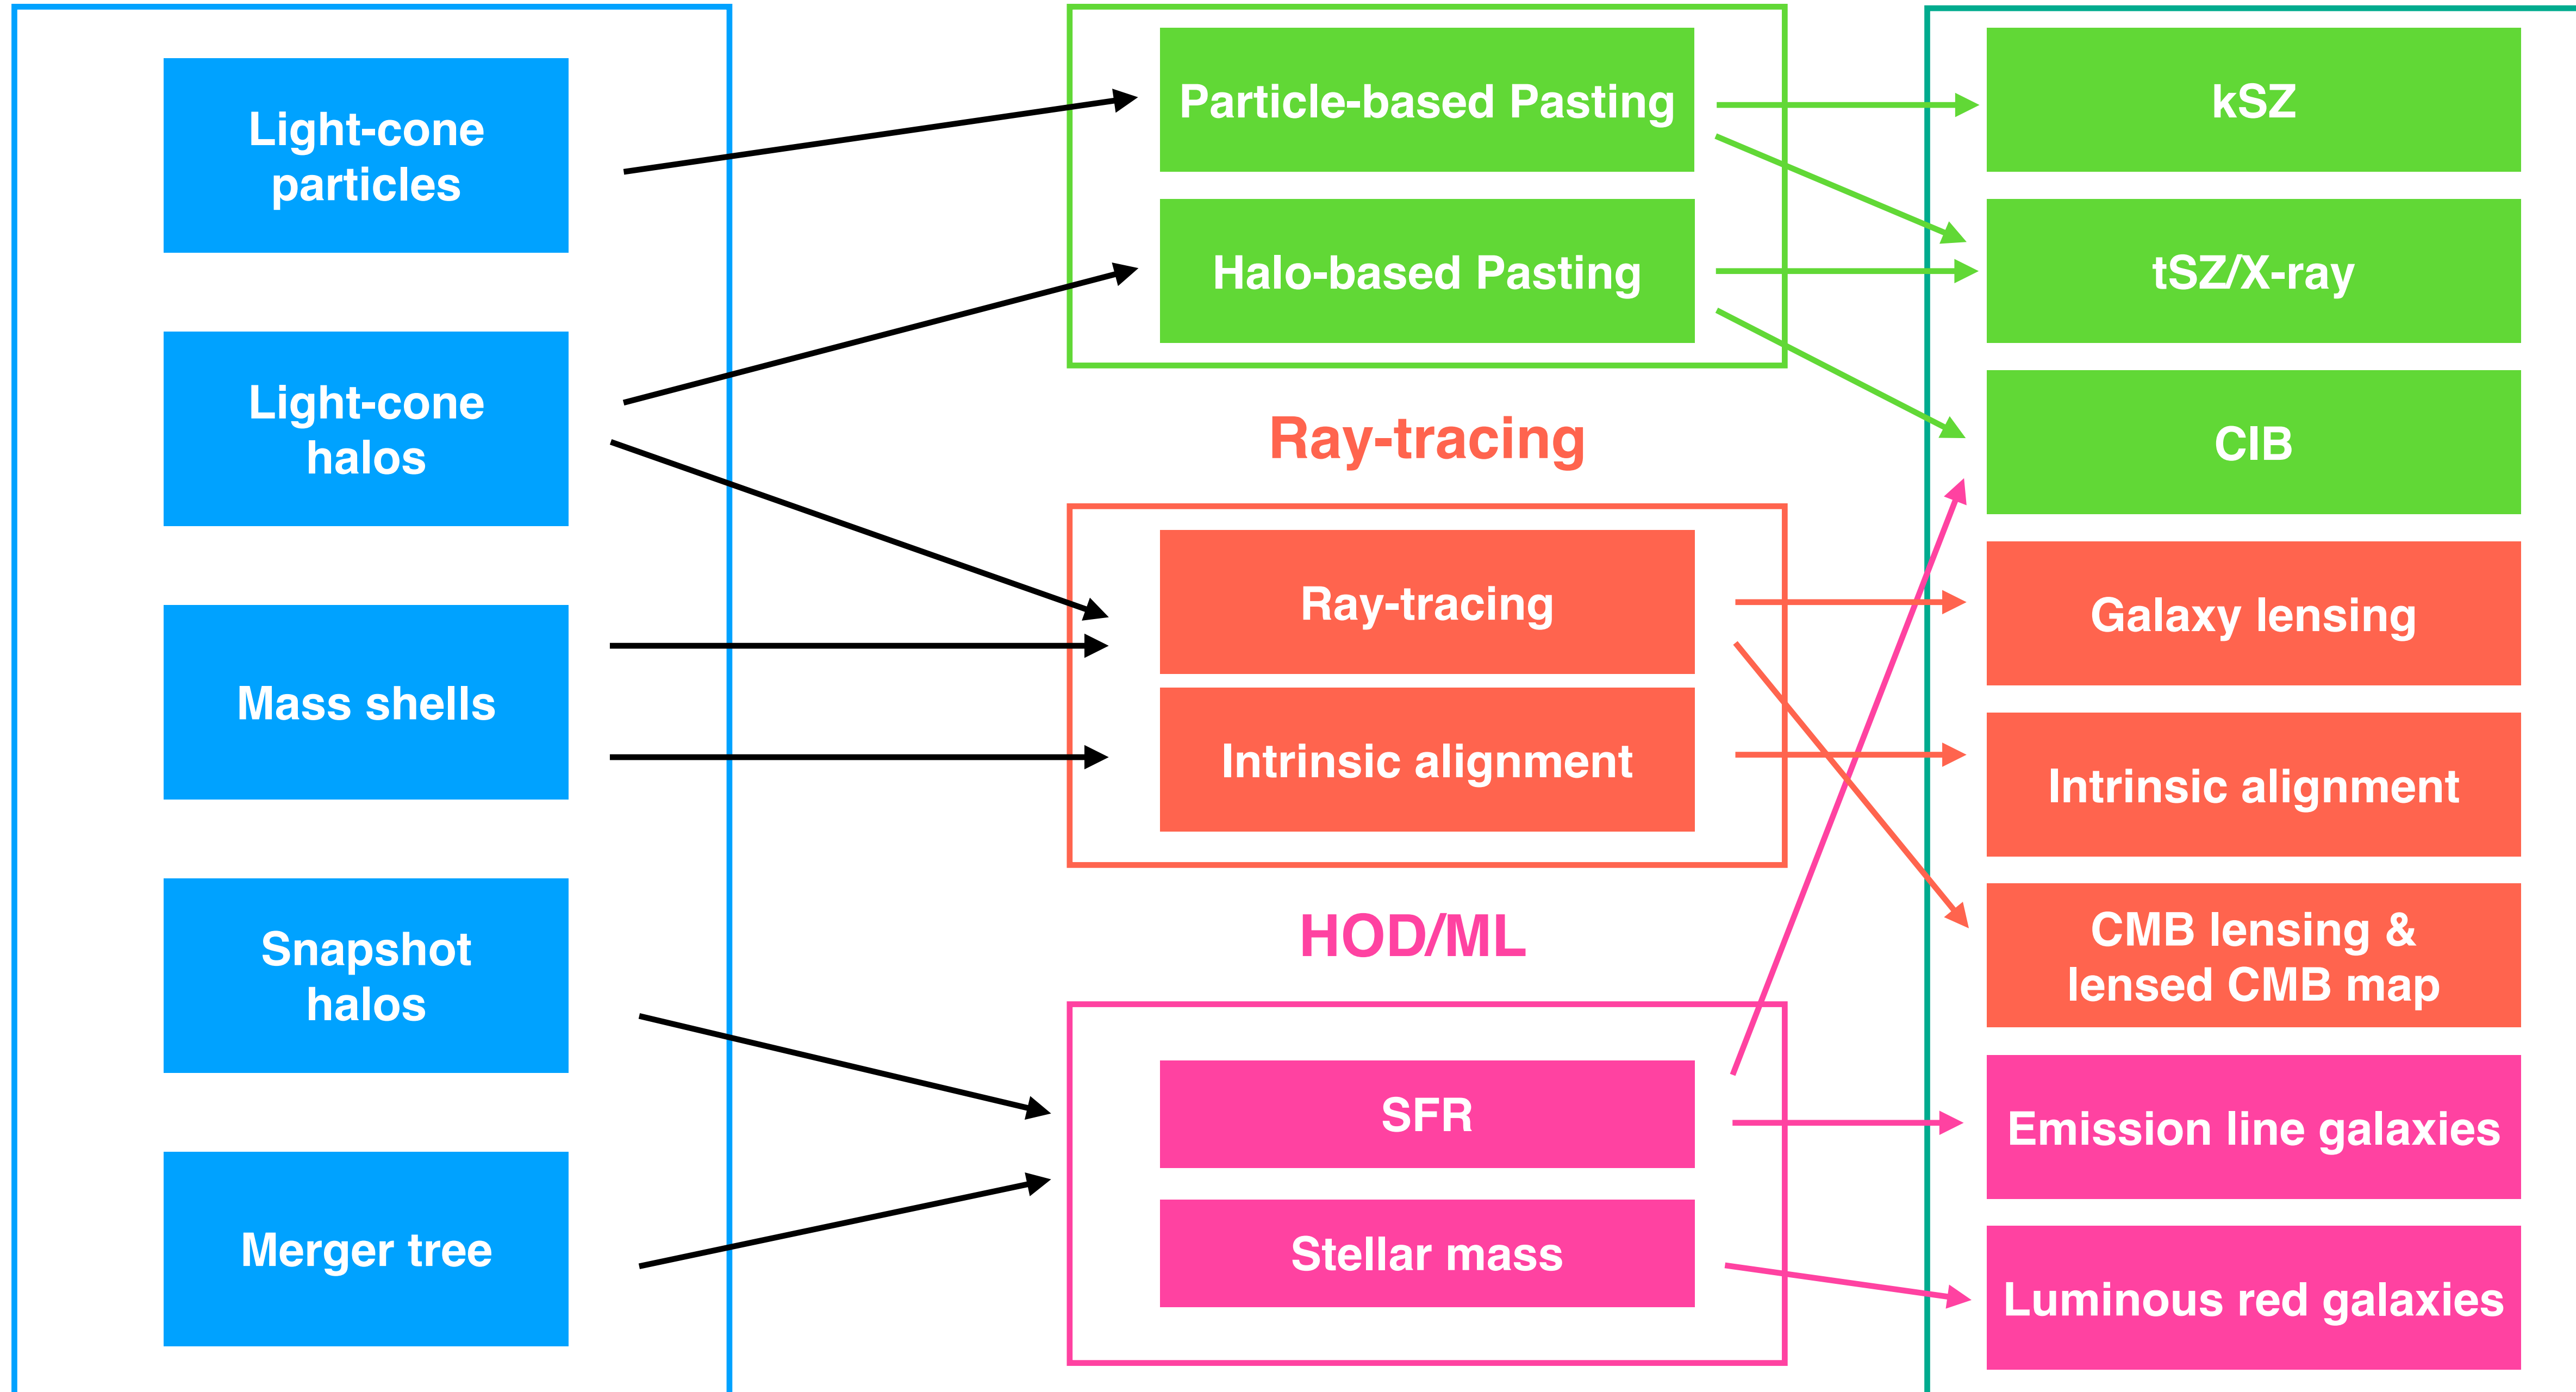 Light-cone
particles
Light-cone
halos
Mass shells
Snapshot
halos
Merger tree
Particle-based Pasting
Halo-based Pasting
Ray-tracing
Ray-tracing
Intrinsic alignment
HOD/ML
SFR
Stellar mass
kSZ
tSZ/X-ray
CIB
Galaxy lensing
Intrinsic alignment
CMB lensing &
lensed CMB map
Emission line galaxies
Luminous red galaxies